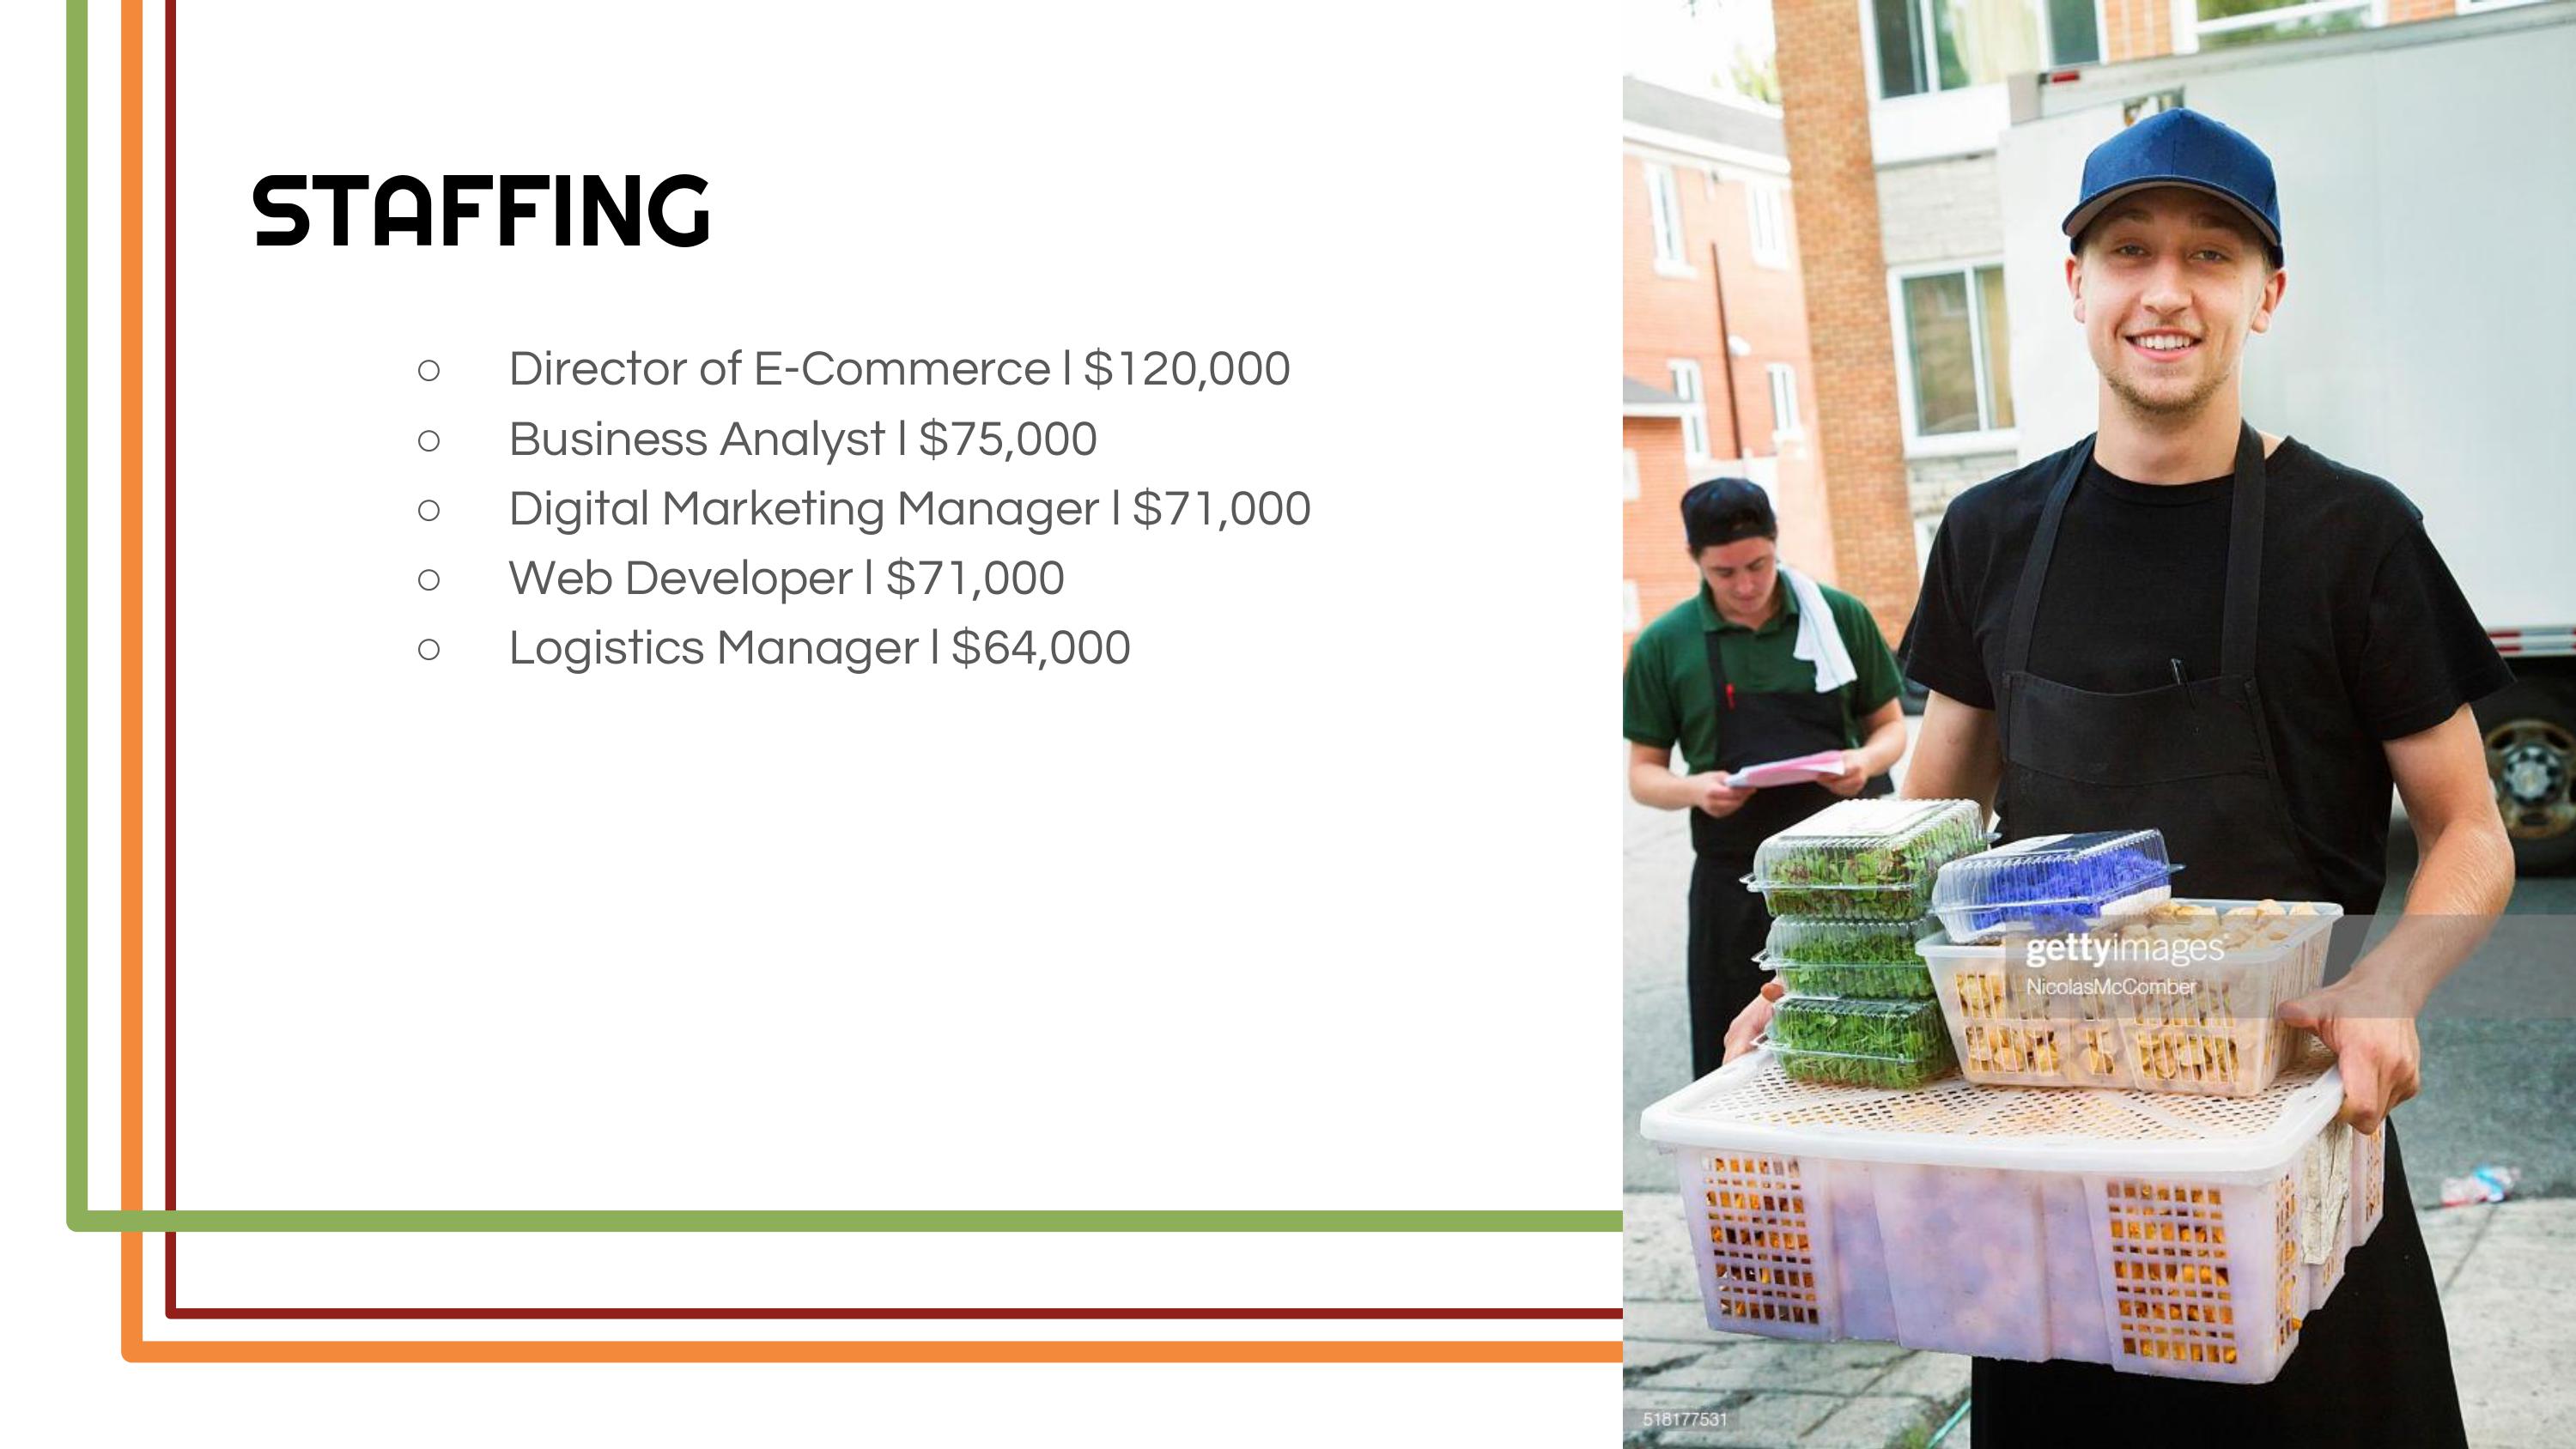 STAFFING
○ Director of E-Commerce l $120,000
○ Business Analyst l $75,000
○ Digital Marketing Manager l $71,000
○ Web Developer l $71,000
○ Logistics Manager l $64,000
gettyimages
NicolasMcComber
518177531